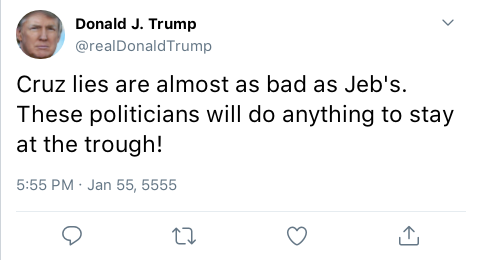 Donald J. Trump
@realDonaldTrump
Cruz lies are almost as bad as Jeb's.
These politicians will do anything to stay
at the trough!
5:55 PM · Jan 55, 5555